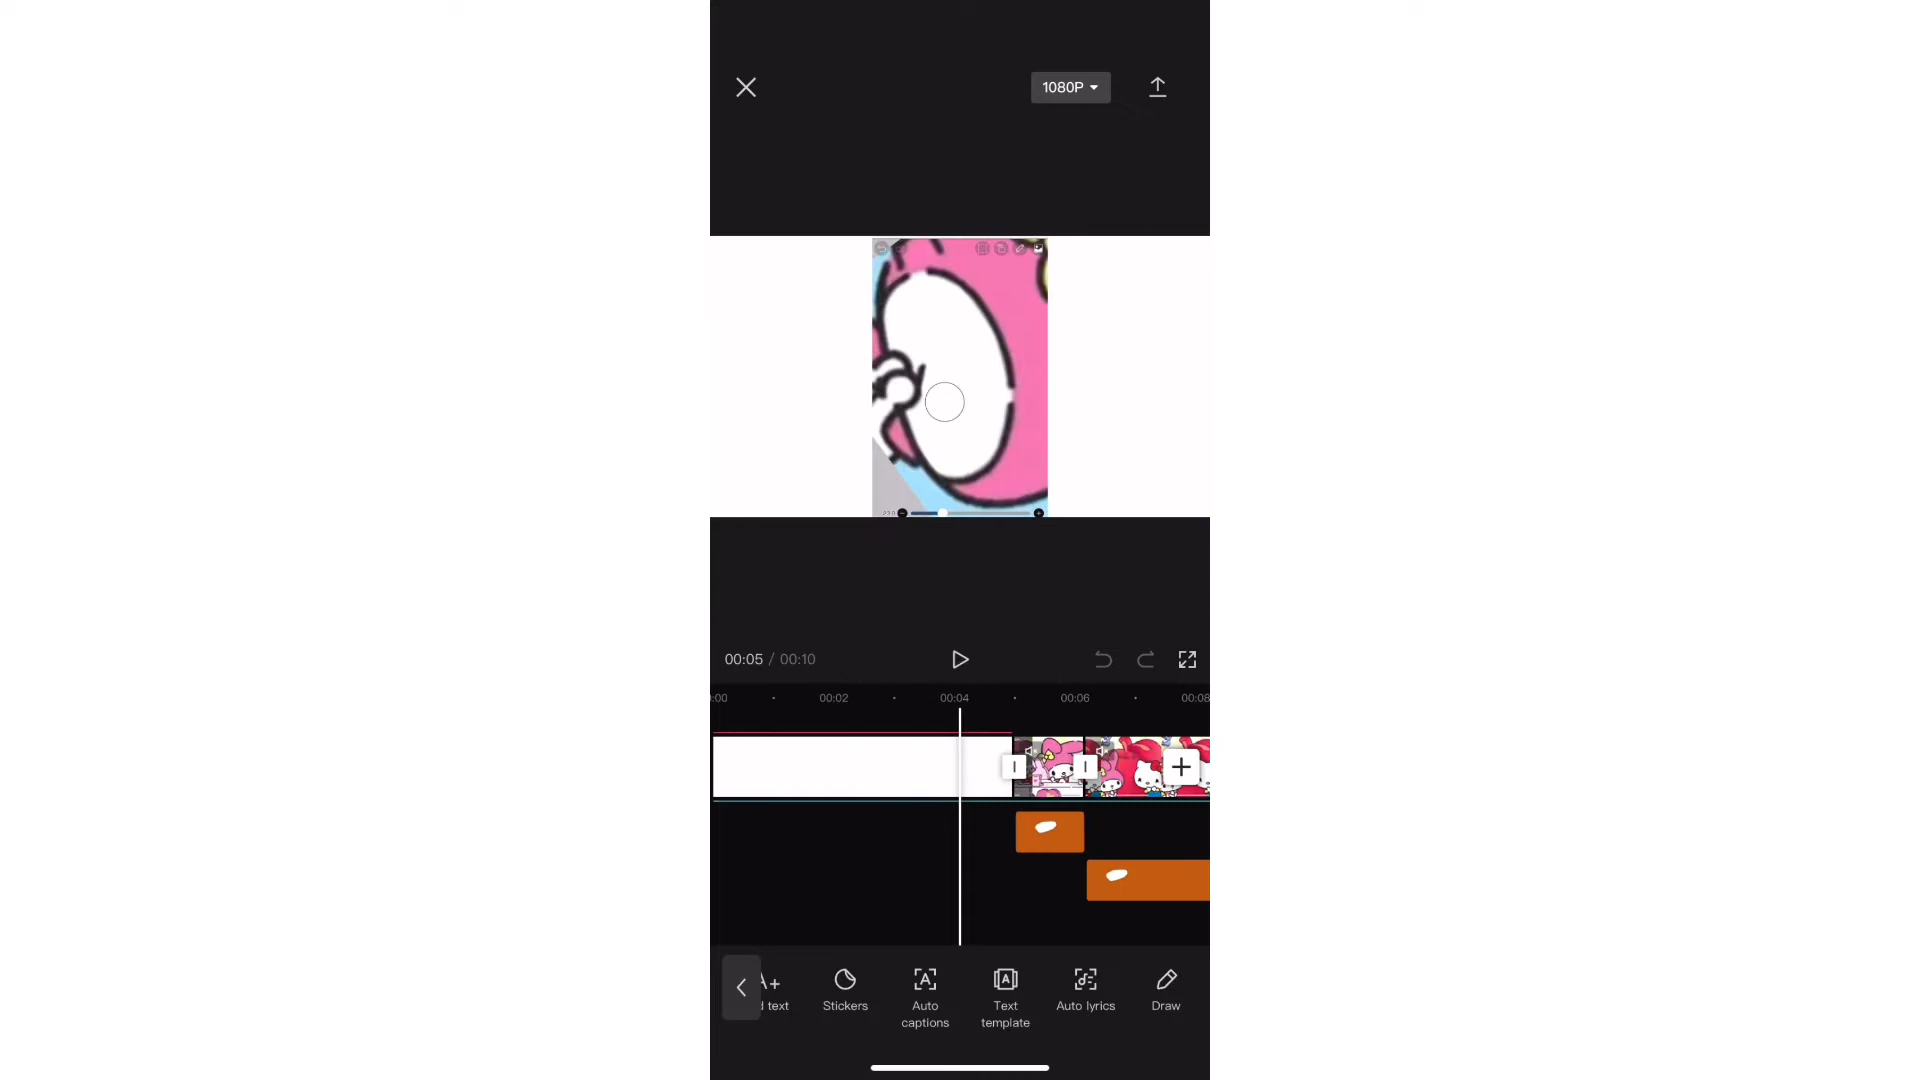 1080P
00:05 / 00:10
:00 00:02 00:04 00:06 00:08
d text
Stickers
Auto captions
Text template
Auto lyrics
Draw